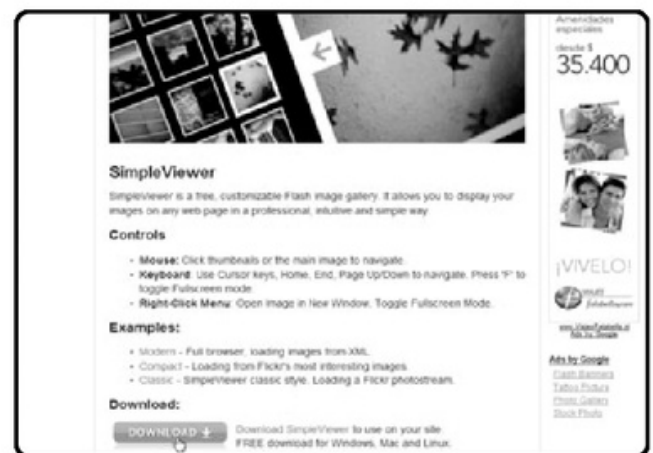 SimpleViewer
SimpleViewer is a free, customizable Flash image gallery. It allows you to display your
images on any web page in a professional, intuitive and simple way
Controls
• Mouse: Click thumbnails or the main image to navigate.
• Keyboard: Use Cursor keys, Home, End, Page Up/Down to navigate. Press "F" to
toggle Fullscreen mode.
• Right-Click Menu: Open Image in New Window, Toggle Fullscreen Mode.
Examples:
• Modern - Full browser, loading images from XML.
• Compact - Loading from Flickr's most interesting images.
• Classic - SimpleViewer classic style. Loading a Flickr photostream.
Download:
DOWNLOAD
Download SimpleViewer to use on your site
FREE download for Windows, Mac and Linux.
Amenidades
especiales
desde $
35.400
¡VIVELO!
Ads by Google
Ads by Google
Flash Banners
Tattoo Picture
Photo Gallery
Stock Photo